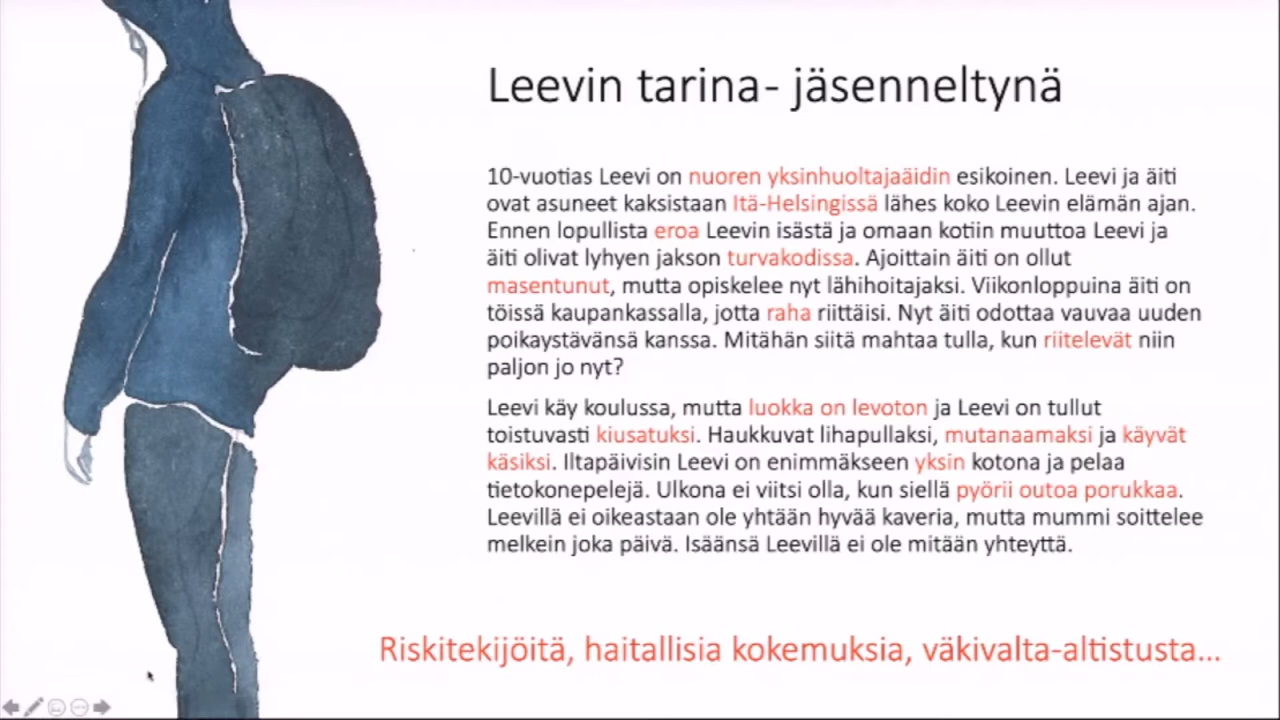 Leevin tarina- jäsenneltynä
10-vuotias Leevi on nuoren yksinhuoltajaäidin esikoinen. Leevi ja äiti
ovat asuneet kaksistaan Itä-Helsingissä lähes koko Leevin elämän ajan.
Ennen lopullista eroa Leevin isästä ja omaan kotiin muuttoa Leevi ja
äiti olivat lyhyen jakson turvakodissa. Ajoittain äiti on ollut
masentunut, mutta opiskelee nyt lähihoitajaksi. Viikonloppuina äiti on
töissä kaupankassalla, jotta raha riittäisi. Nyt äiti odottaa vauvaa uuden
poikaystävänsä kanssa. Mitähän siitä mahtaa tulla, kun riitelevät niin
paljon jo nyt?
Leevi käy koulussa, mutta luokka on levoton ja Leevi on tullut
toistuvasti kiusatuksi. Haukkuvat lihapullaksi, mutanaamaksi ja käyvät
käsiksi. Iltapäivisin Leevi on enimmäkseen yksin kotona ja pelaa
tietokonepelejä. Ulkona ei viitsi olla, kun siellä pyörii outoa porukkaa.
Leevillä ei oikeastaan ole yhtään hyvää kaveria, mutta mummi soittelee
melkein joka päivä. Isäänsä Leevillä ei ole mitään yhteyttä.
Riskitekijöitä, haitallisia kokemuksia, väkivalta-altistusta...